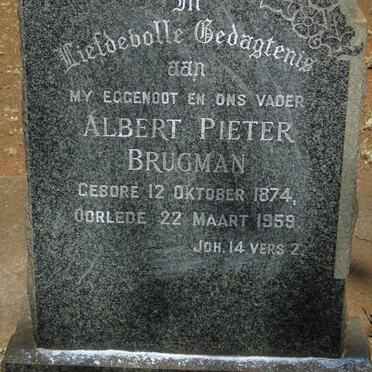 In
Liefdevolle Gedagtenis
aan
MY EGGENOOT EN ONS VADER
ALBERT PIETER
BRUGMAN
GEBORE 12 OKTOBER 1874,
OORLEDE 22 MAART 1959.
JOH. 14 VERS 2.